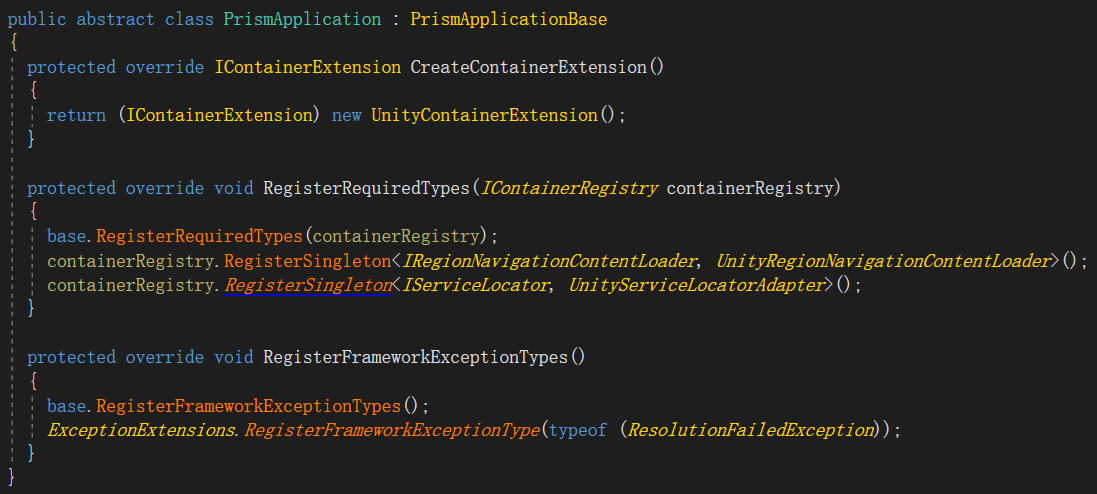 public abstract class PrismApplication : PrismApplicationBase
{
protected override IContainerExtension CreateContainerExtension()
{
return (IContainerExtension) new UnityContainerExtension();
}
protected override void RegisterRequiredTypes(IContainerRegistry containerRegistry)
{
base.RegisterRequiredTypes(containerRegistry);
containerRegistry.RegisterSingleton<IRegionNavigationContentLoader, UnityRegionNavigationContentLoader>();
containerRegistry.RegisterSingleton<IServiceLocator, UnityServiceLocatorAdapter>();
}
protected override void RegisterFrameworkExceptionTypes()
{
base.RegisterFrameworkExceptionTypes();
ExceptionExtensions.RegisterFrameworkExceptionType(typeof (ResolutionFailedException));
}
}